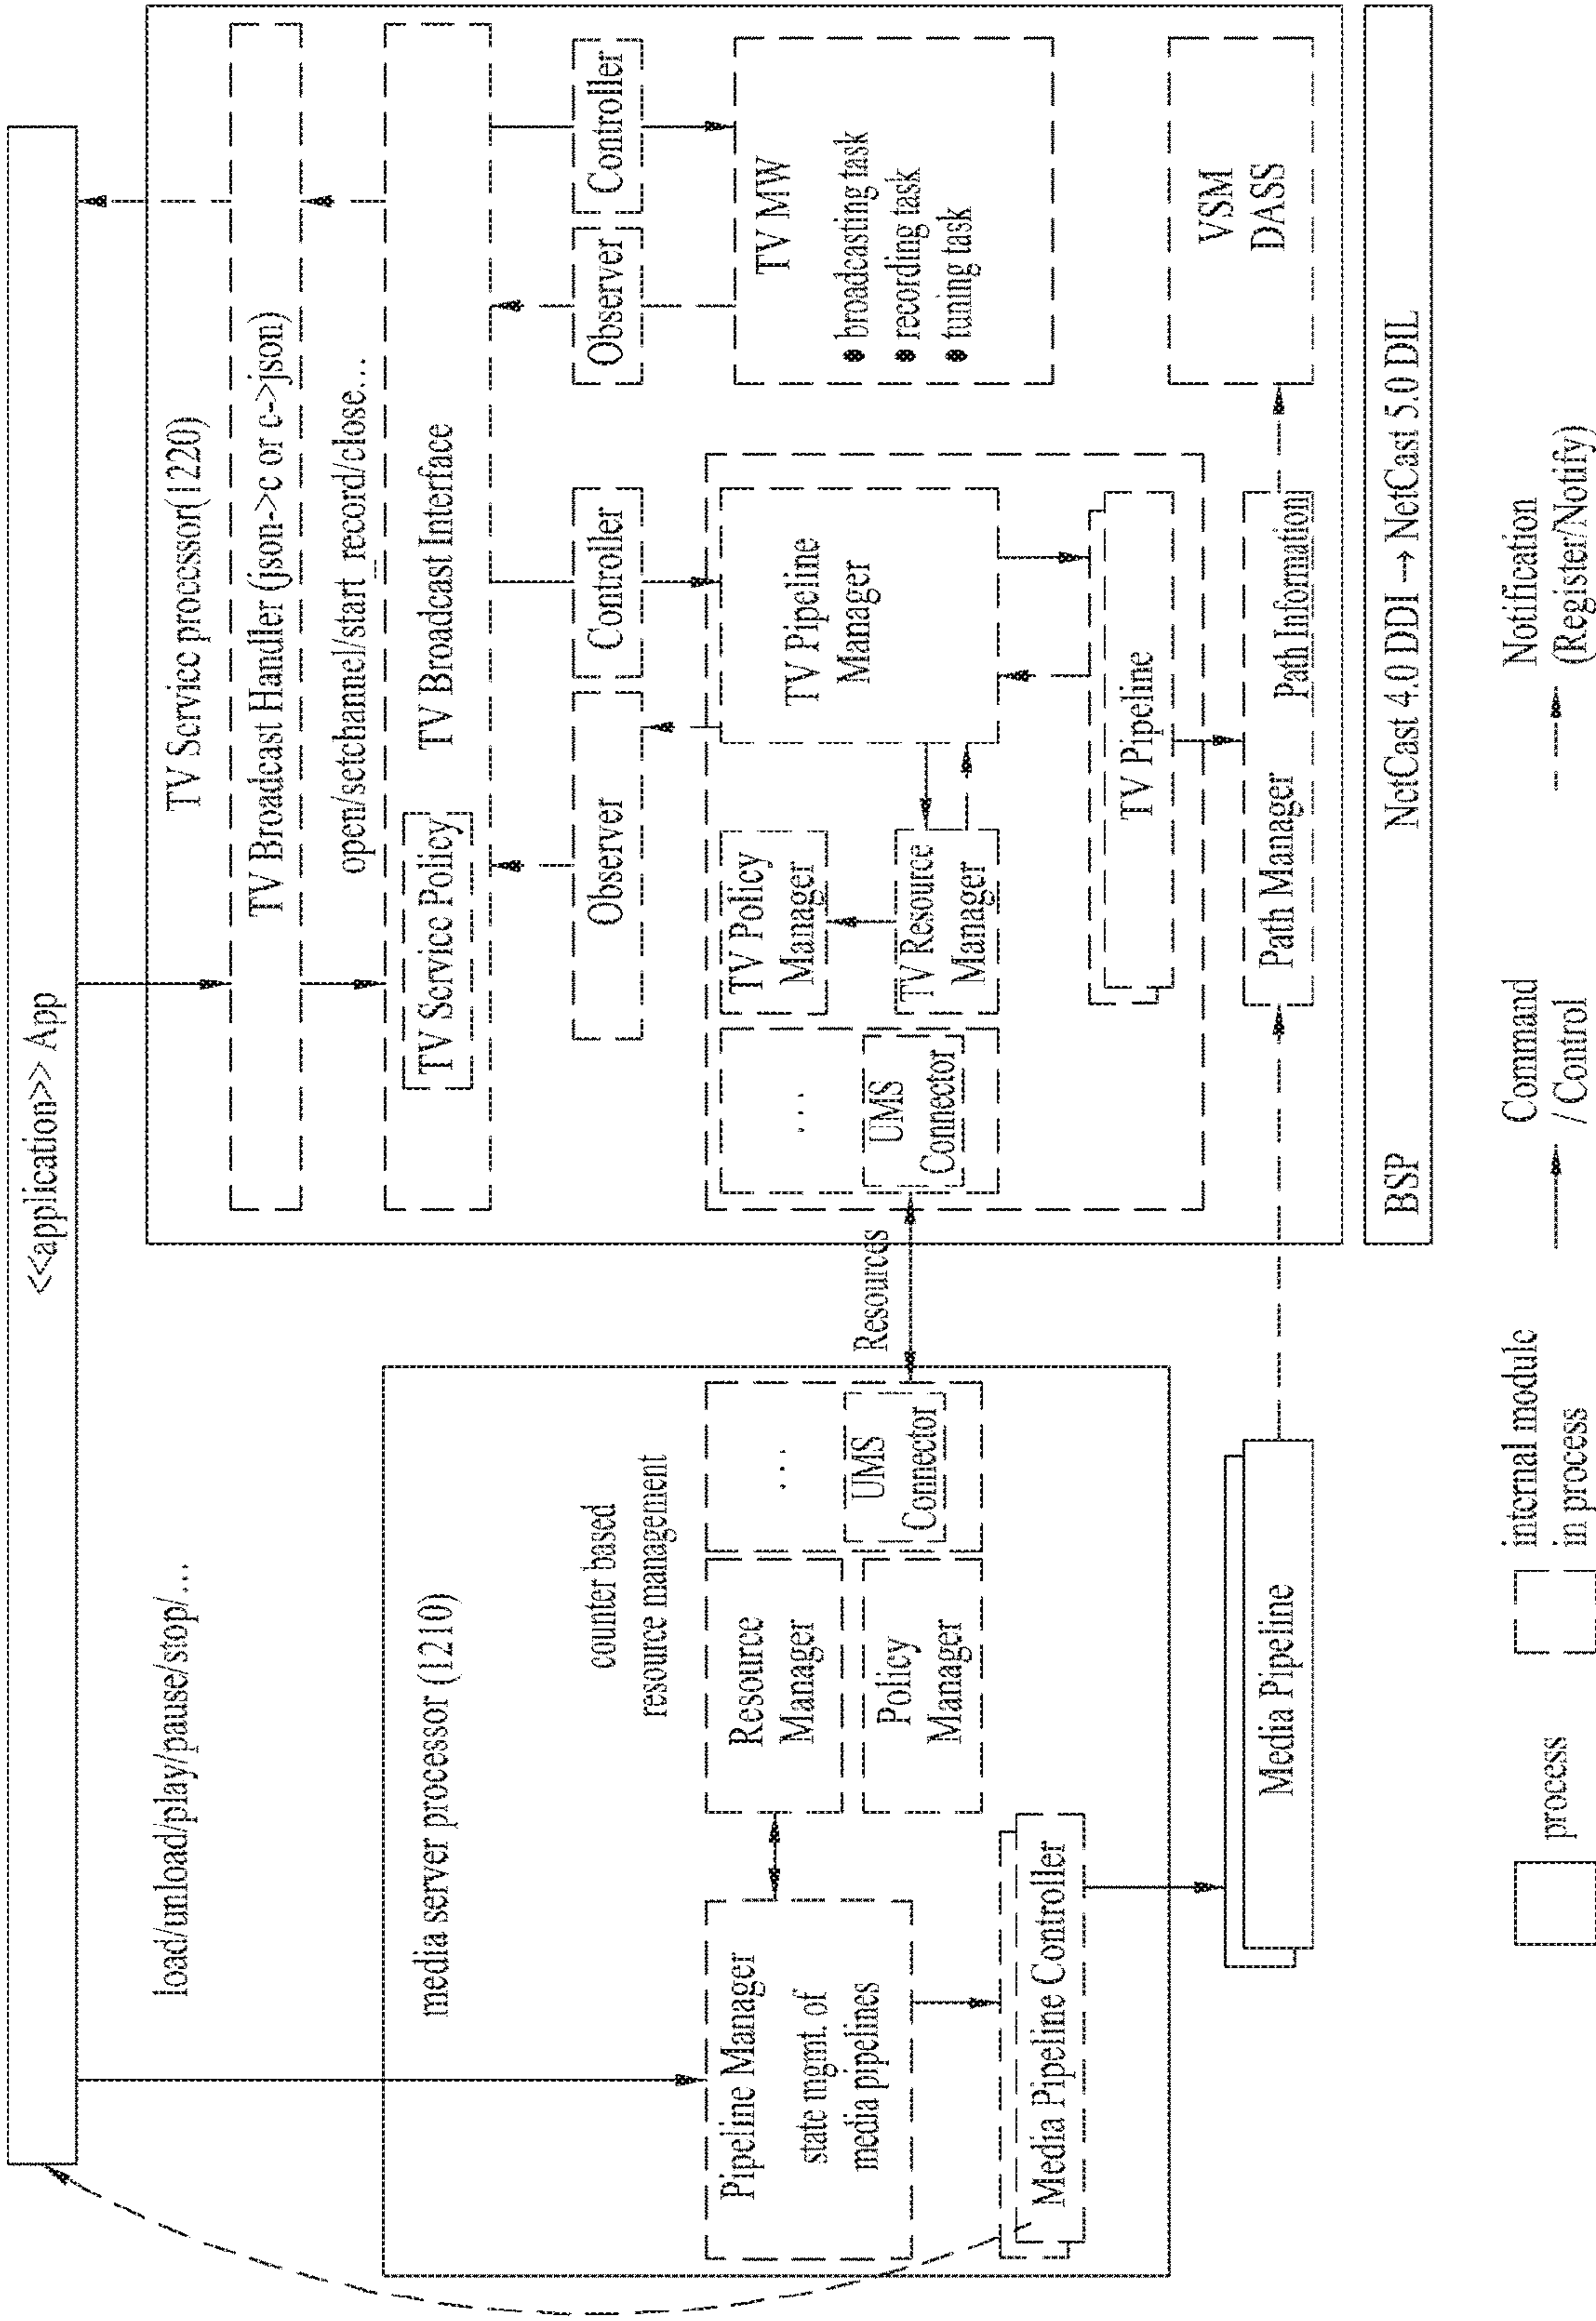 <<application>> App
load/unload/play/pause/stop/...
media server processor (1210)
counter based
resource management
Pipeline Manager
state mgmt. of
media pipelines
Resource
Manager
Policy
Manager
...
UMS
Connector
Media Pipeline Controller
Media Pipeline
Resources
TV Service processor(1220)
TV Broadcast Handler (json->c or c->json)
open/setchannel/start record/close...
TV Service Policy
TV Broadcast Interface
Observer
Controller
Observer
Controller
...
UMS
Connector
TV Policy
Manager
TV Resource
Manager
TV Pipeline
Manager
TV Pipeline
TV MW
● broadcasting task
● recording task
● tuning task
Path Manager
Path Information
VSM
DASS
BSP
NetCast 4.0 DDI → NetCast 5.0 DIL
process
internal module
in process
Command
/ Control
Notification
(Register/Notify)